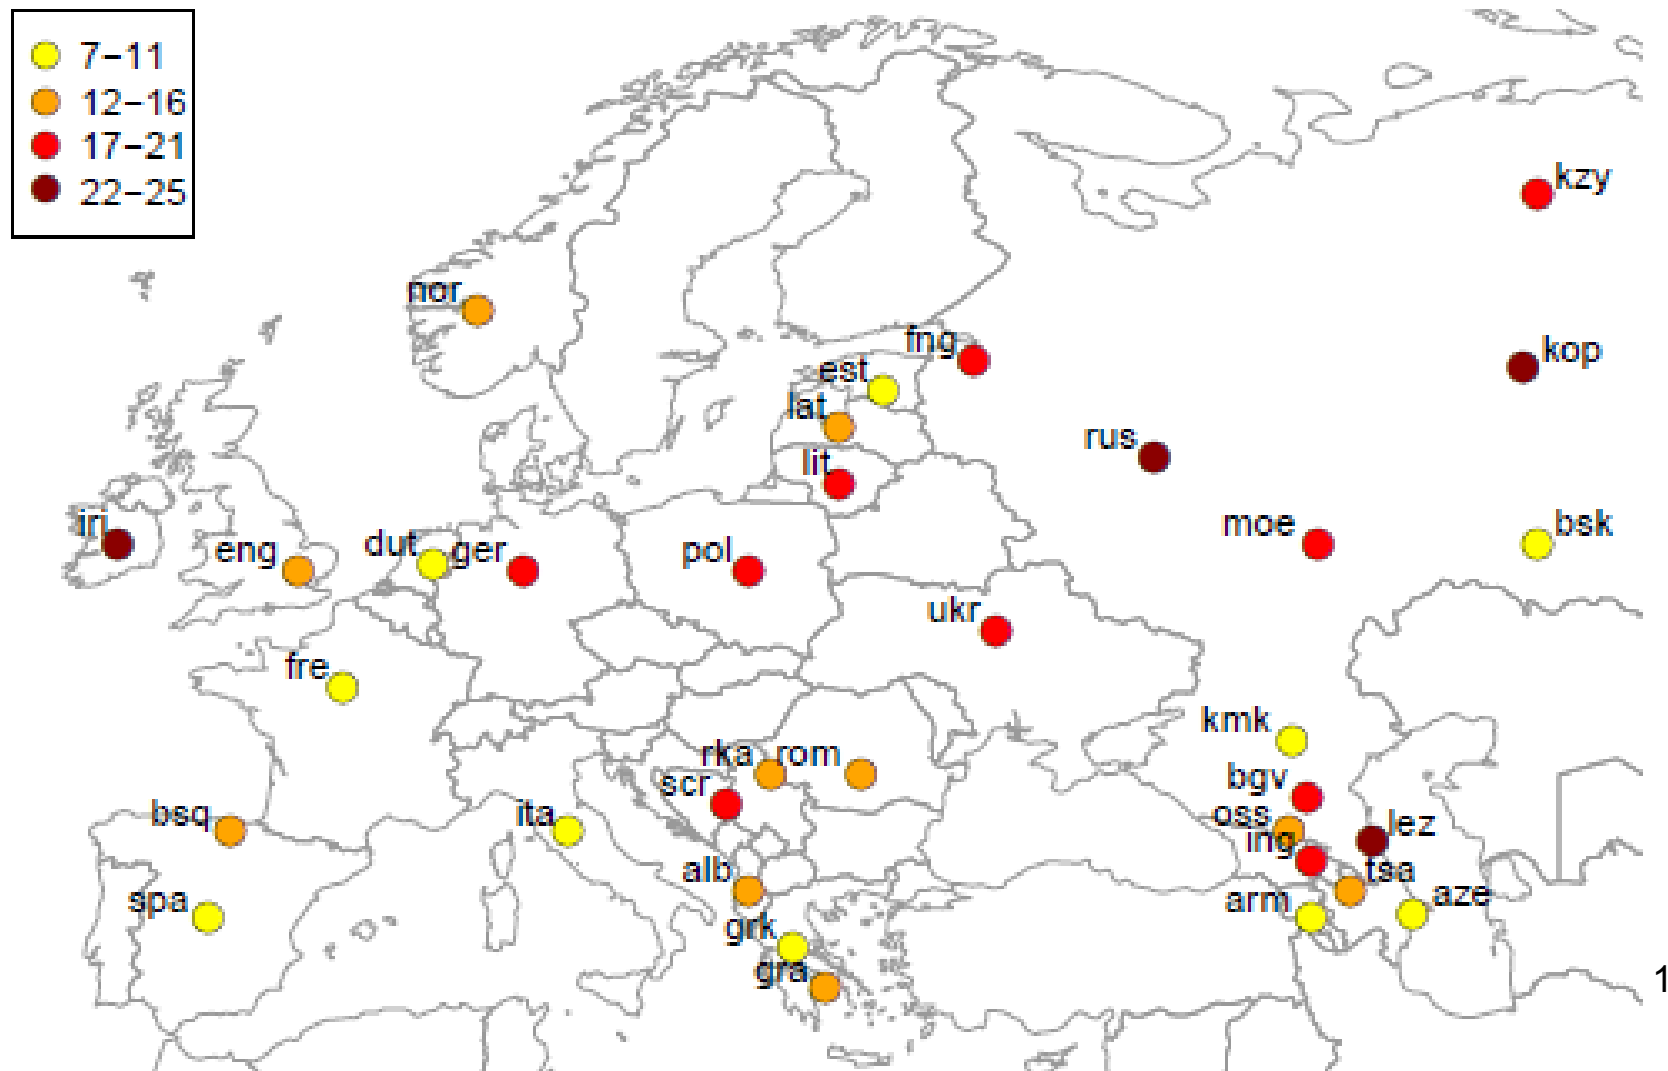 7–11
12–16
17–21
22–25
kzy
nor
fng
kop
est
lat
rus
lit
iri
moe
bsk
eng
dut
ger
pol
ukr
fre
kmk
rka
rom
scr
bgv
bsq
ita
oss
lez
ing
alb
tsa
spa
arm
aze
grk
gra
1